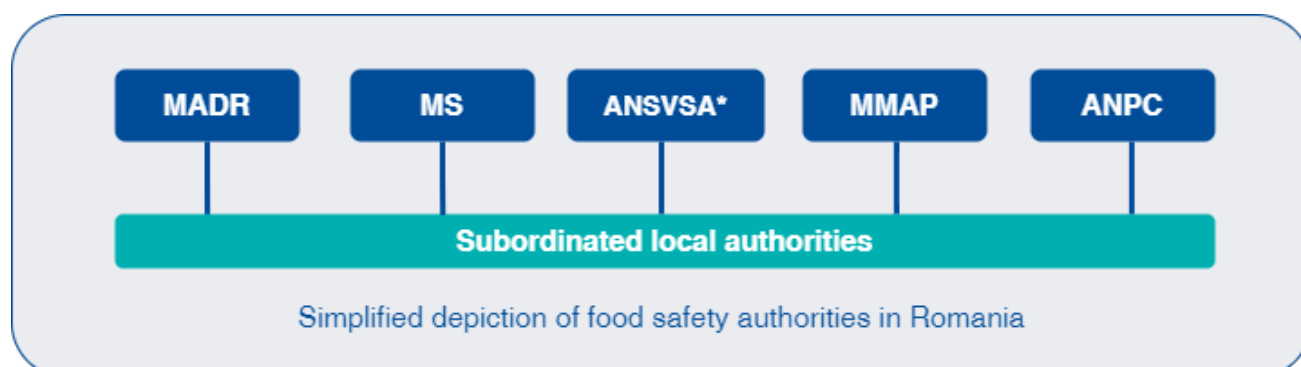 MADR MS ANSVSA* MMAP ANPC
Subordinated local authorities
Simplified depiction of food safety authorities in Romania